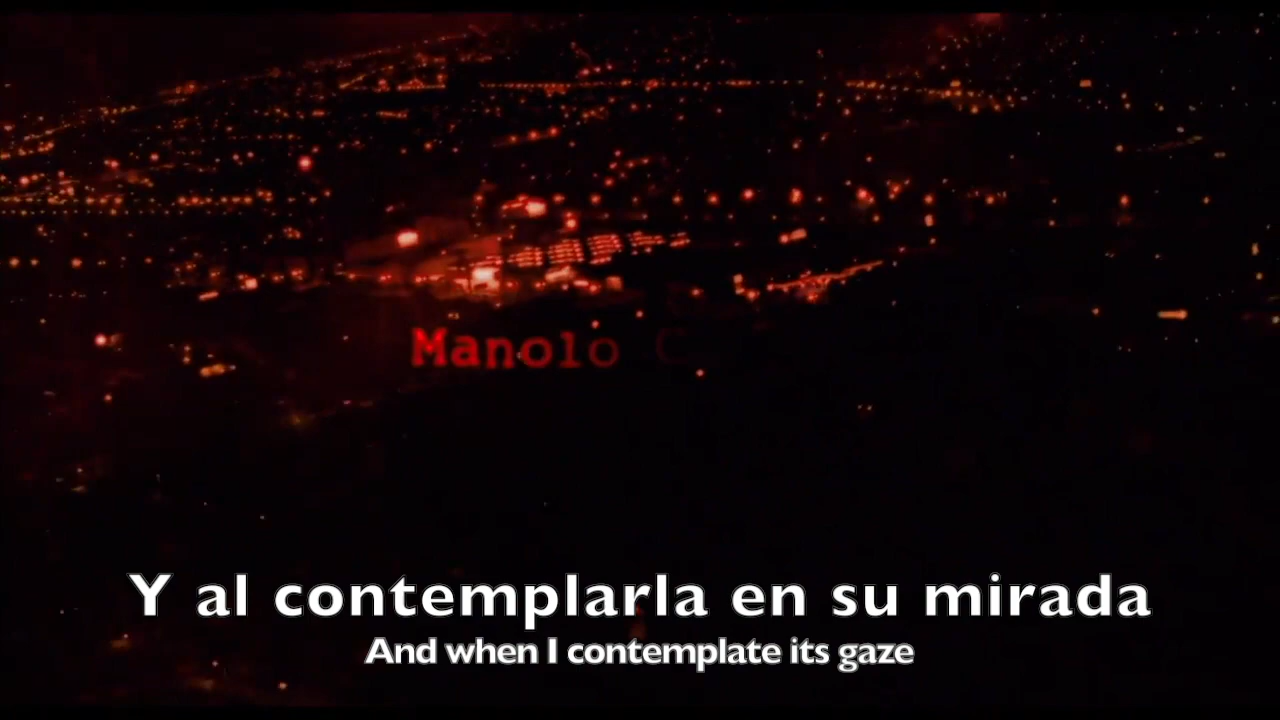 Manolo C
Y al contemplarla en su mirada
And when I contemplate its gaze